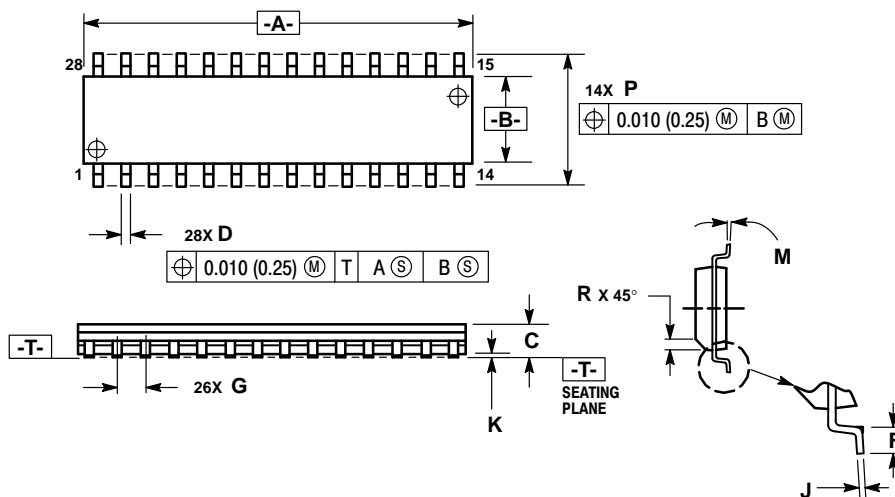 -A-
28
15
14X P
⌖ 0.010 (0.25) Ⓜ B Ⓜ
-B-
1
14
28X D
⌖ 0.010 (0.25) Ⓜ T A Ⓢ B Ⓢ
M
R X 45°
-T-
C
26X G
K
-T-
SEATING
PLANE
F
J